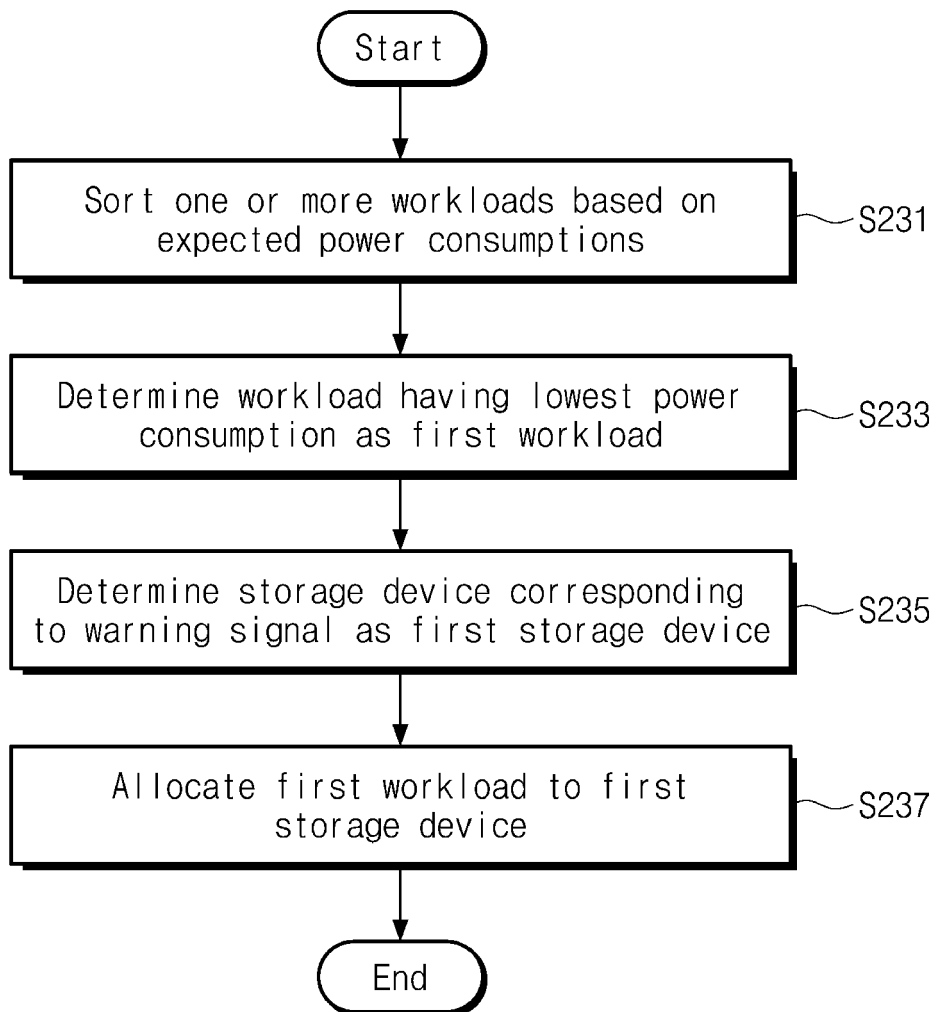 Start
Sort one or more workloads based on
expected power consumptions
S231
Determine workload having lowest power
consumption as first workload
S233
Determine storage device corresponding
to warning signal as first storage device
S235
Allocate first workload to first
storage device
S237
End